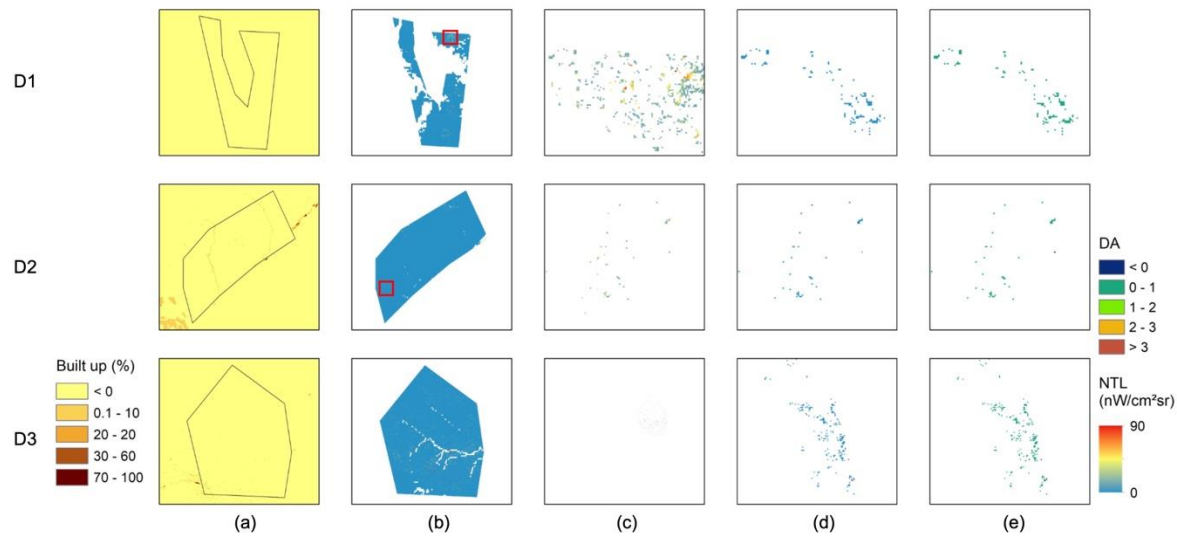 D1
D2
D3
Built up (%)
< 0
0.1 - 10
20 - 20
30 - 60
70 - 100
DA
< 0
0 - 1
1 - 2
2 - 3
> 3
NTL
(nW/cm²sr)
90
0
(a) (b) (c) (d) (e)